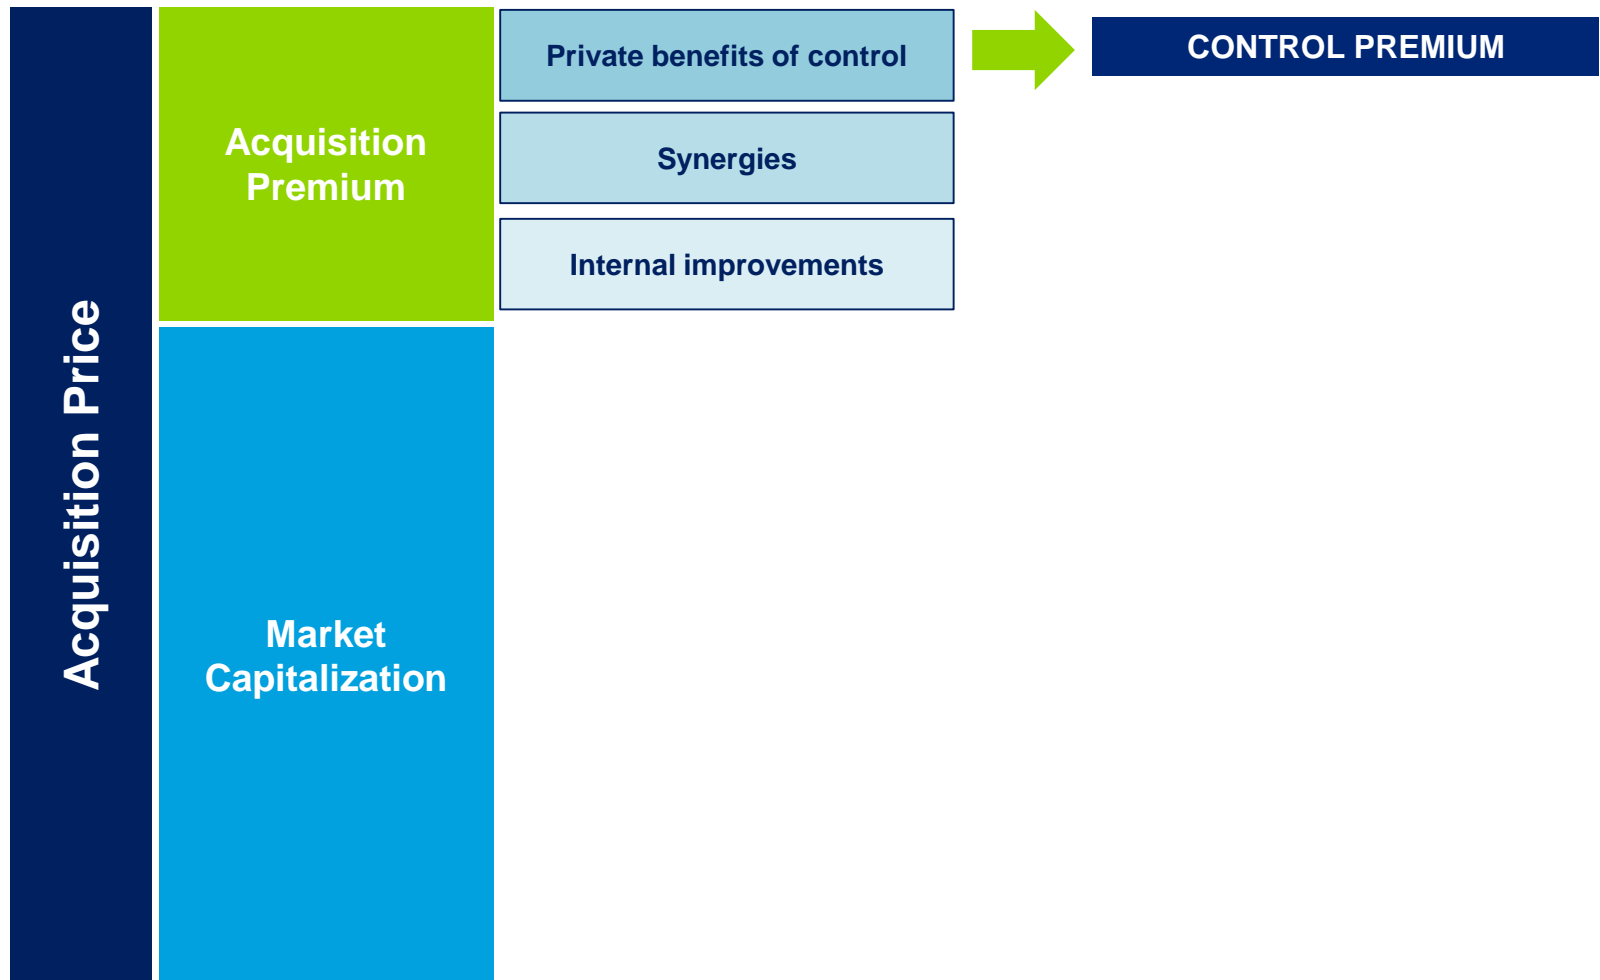 Acquisition Price
Acquisition
Premium
Private benefits of control
CONTROL PREMIUM
Synergies
Internal improvements
Market
Capitalization